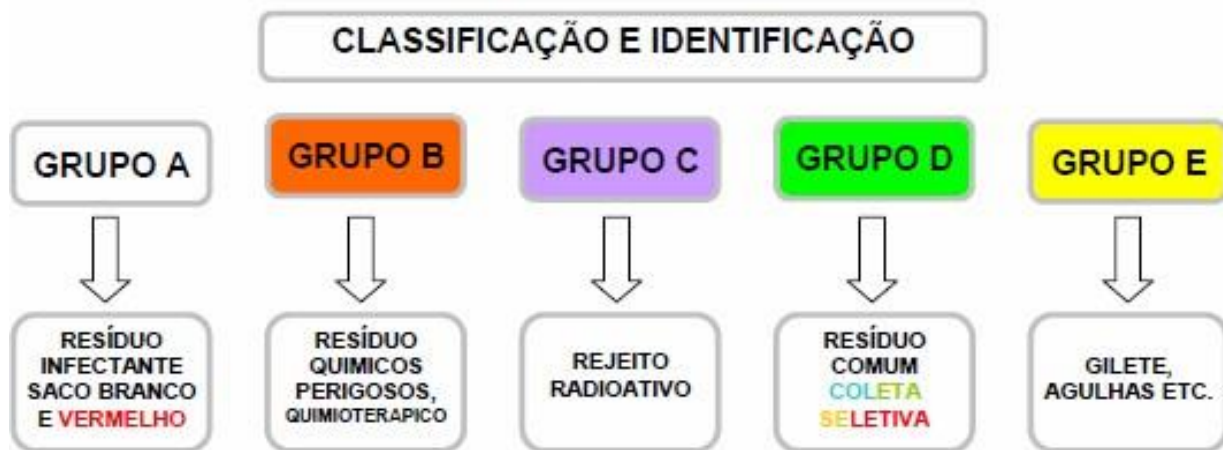 CLASSIFICAÇÃO E IDENTIFICAÇÃO
GRUPO A
GRUPO B
GRUPO C
GRUPO D
GRUPO E
RESÍDUO
INFECTANTE
SACO BRANCO
E VERMELHO
RESÍDUO
QUIMICOS
PERIGOSOS,
QUIMIOTERAPICO
REJEITO
RADIOATIVO
RESÍDUO
COMUM
COLETA
SELETIVA
GILETE,
AGULHAS ETC.